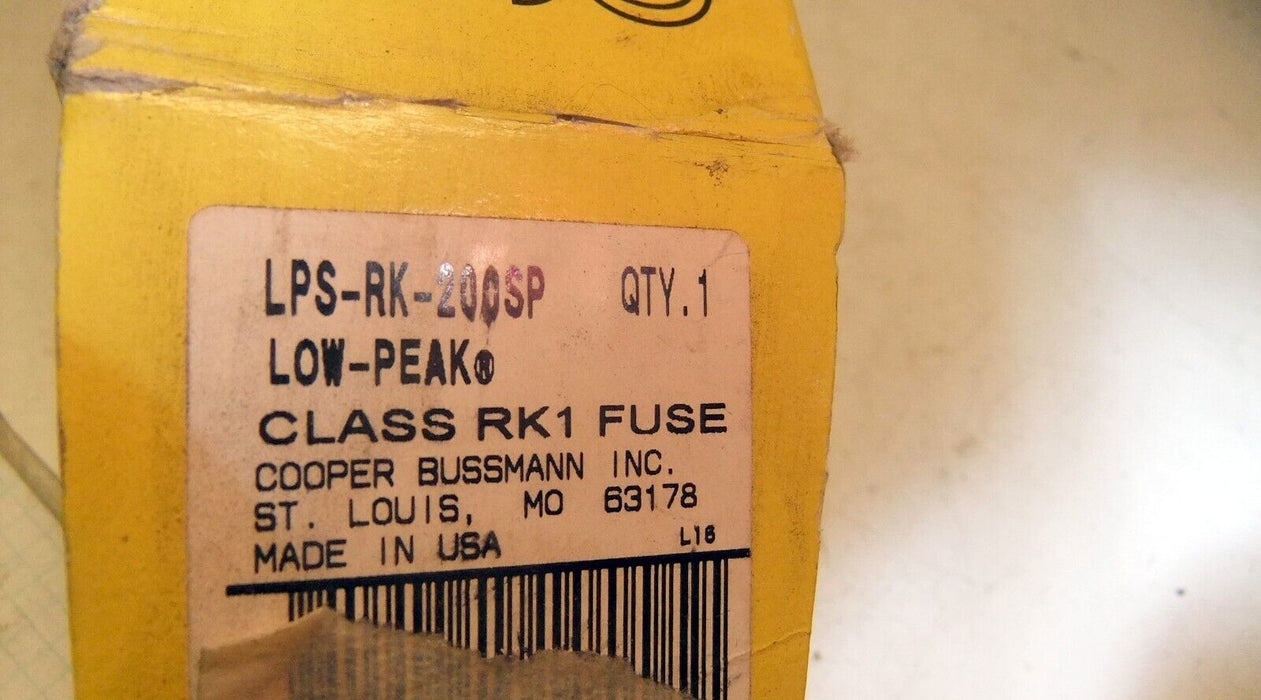 LPS-RK-200SP QTY.1
LOW-PEAK®
CLASS RK1 FUSE
COOPER BUSSMANN INC.
ST. LOUIS, MO 63178
MADE IN USA L16